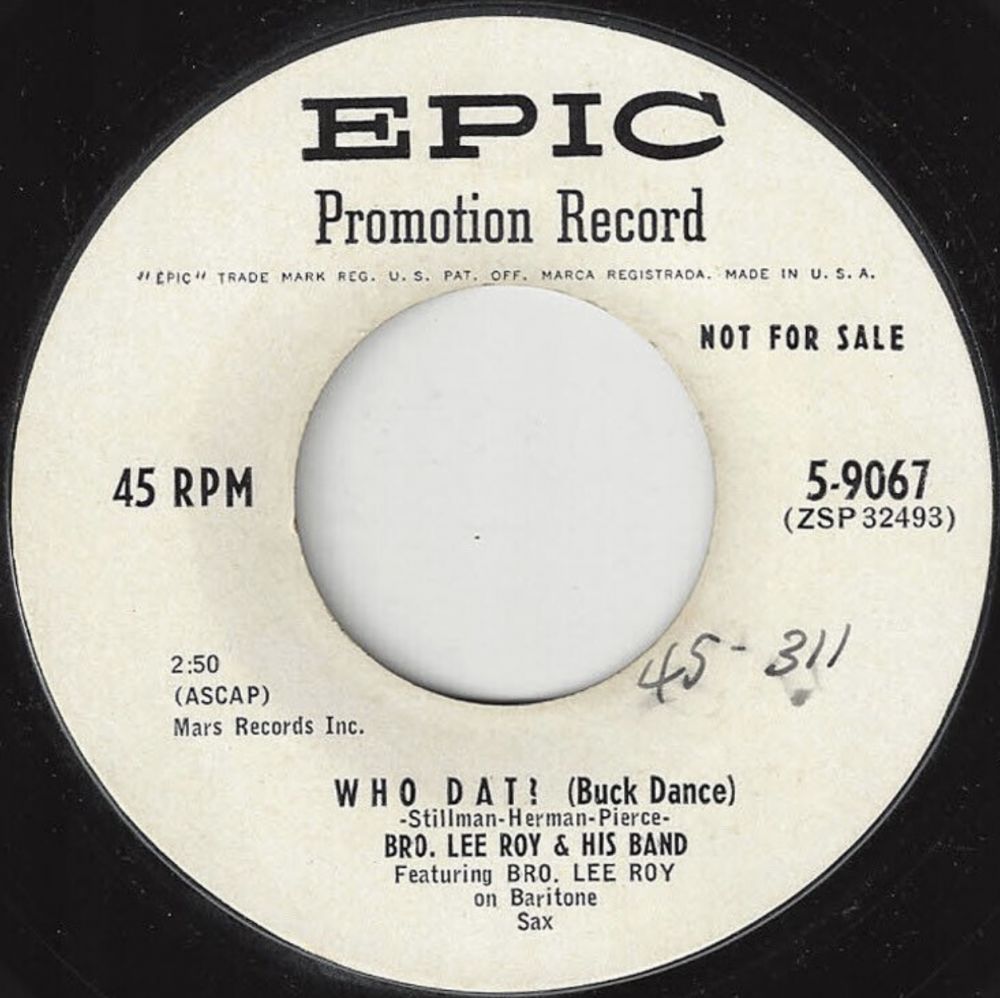 EPIC
Promotion Record
"EPIC" TRADE MARK REG. U. S. PAT. OFF. MARCA REGISTRADA. MADE IN U. S. A.
NOT FOR SALE
45 RPM
5-9067
(ZSP 32493)
45-311
2:50
(ASCAP)
Mars Records Inc.
WHO DAT? (Buck Dance)
-Stillman-Herman-Pierce-
BRO. LEE ROY & HIS BAND
Featuring BRO. LEE ROY
on Baritone
Sax